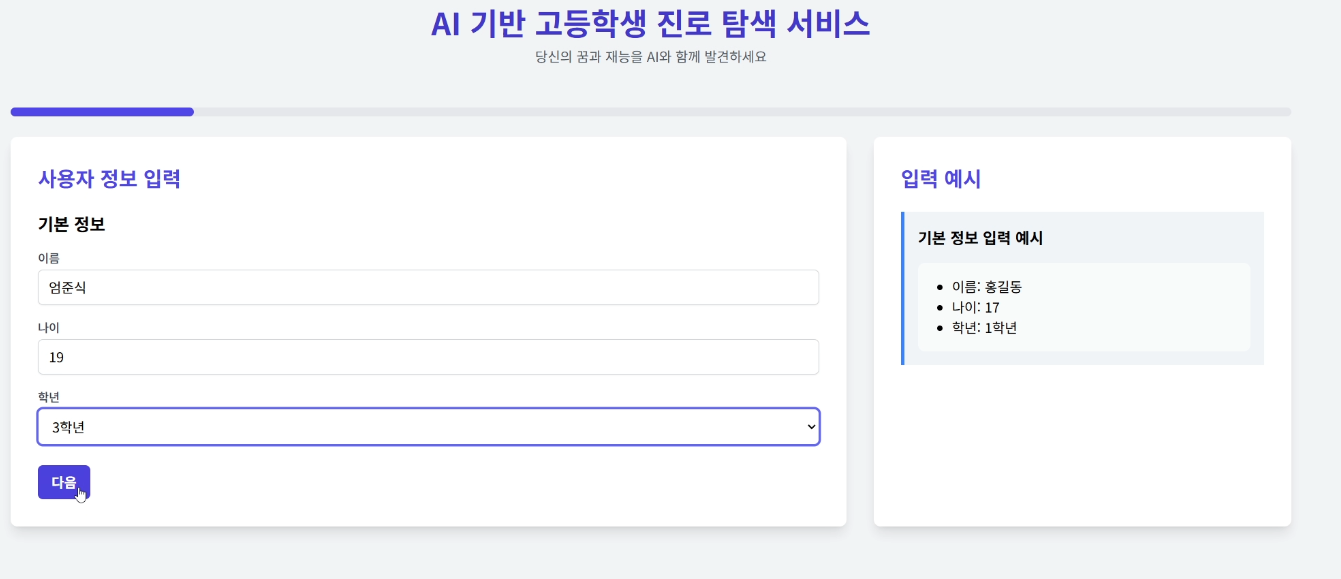 AI 기반 고등학생 진로 탐색 서비스
당신의 꿈과 재능을 AI와 함께 발견하세요
사용자 정보 입력
기본 정보
이름
엄준식
나이
19
학년
3학년
다음
입력 예시
기본 정보 입력 예시
이름: 홍길동
나이: 17
학년: 1학년